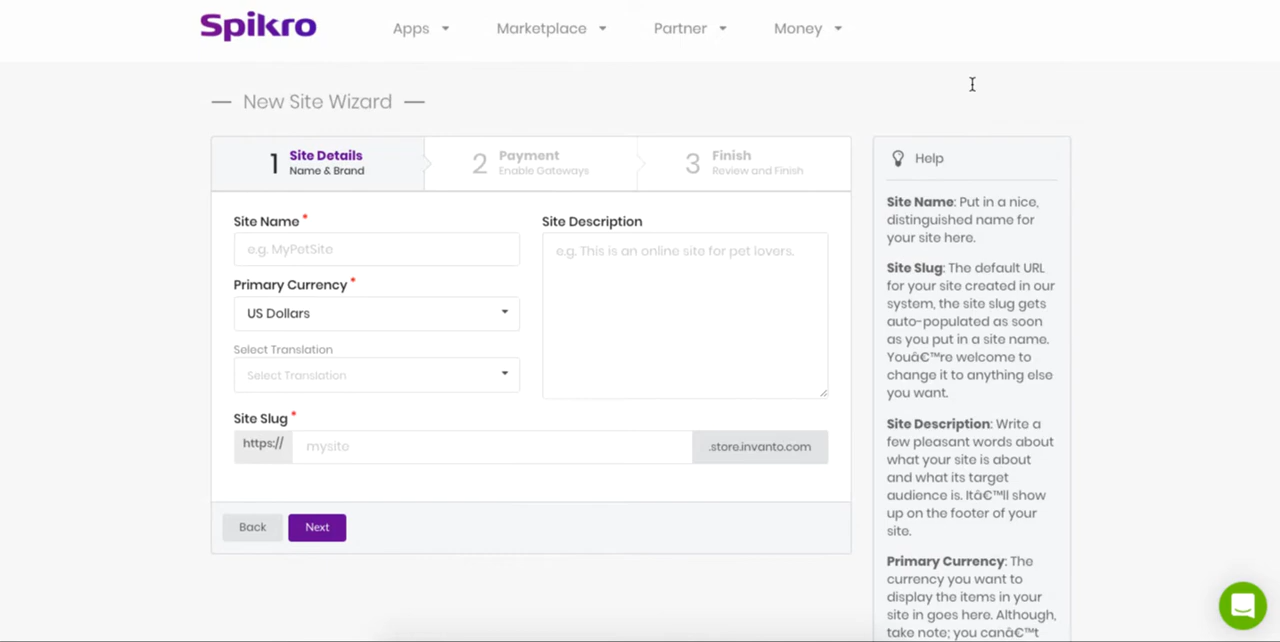 Spikro
Apps
Marketplace
Partner
Money
New Site Wizard
1 Site Details
Name & Brand
2 Payment
Enable Gateways
3 Finish
Review and Finish
Site Name *
e.g. MyPetSite
Primary Currency *
US Dollars
Select Translation
Select Translation
Site Description
e.g. This is an online site for pet lovers.
Site Slug *
https://
mysite
.store.invanto.com
Back
Next
Help
Site Name: Put in a nice,
distinguished name for
your site here.
Site Slug: The default URL
for your site created in our
system, the site slug gets
auto-populated as soon
as you put in a site name.
Youâ€™re welcome to
change it to anything else
you want.
Site Description: Write a
few pleasant words about
what your site is about
and what its target
audience is. Itâ€™ll show
up on the footer of your
site.
Primary Currency: The
currency you want to
display the items in your
site in goes here. Although,
take note; you canâ€™t